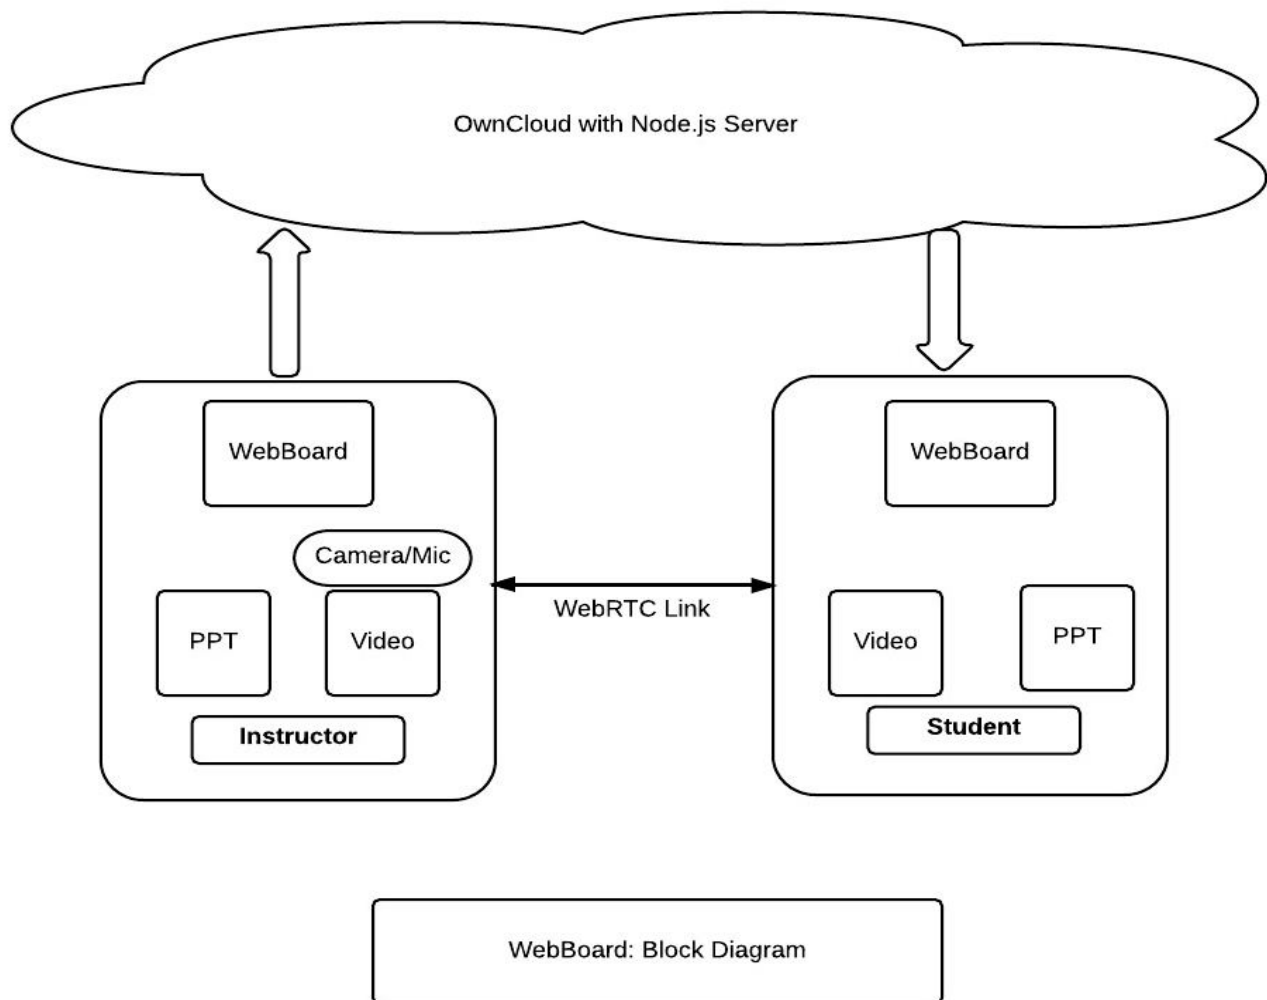 OwnCloud with Node.js Server
WebBoard
WebBoard
Camera/Mic
WebRTC Link
PPT
Video
Video
PPT
Instructor
Student
WebBoard: Block Diagram